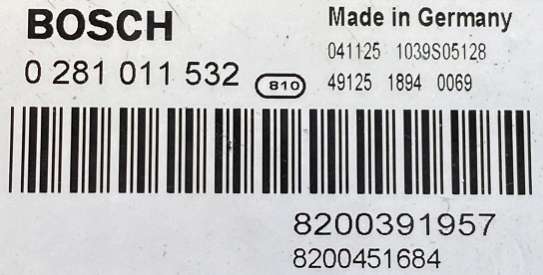 BOSCH
Made in Germany
041125 1039S05128
0 281 011 532
810
49125 1894 0069
8200391957
8200451684